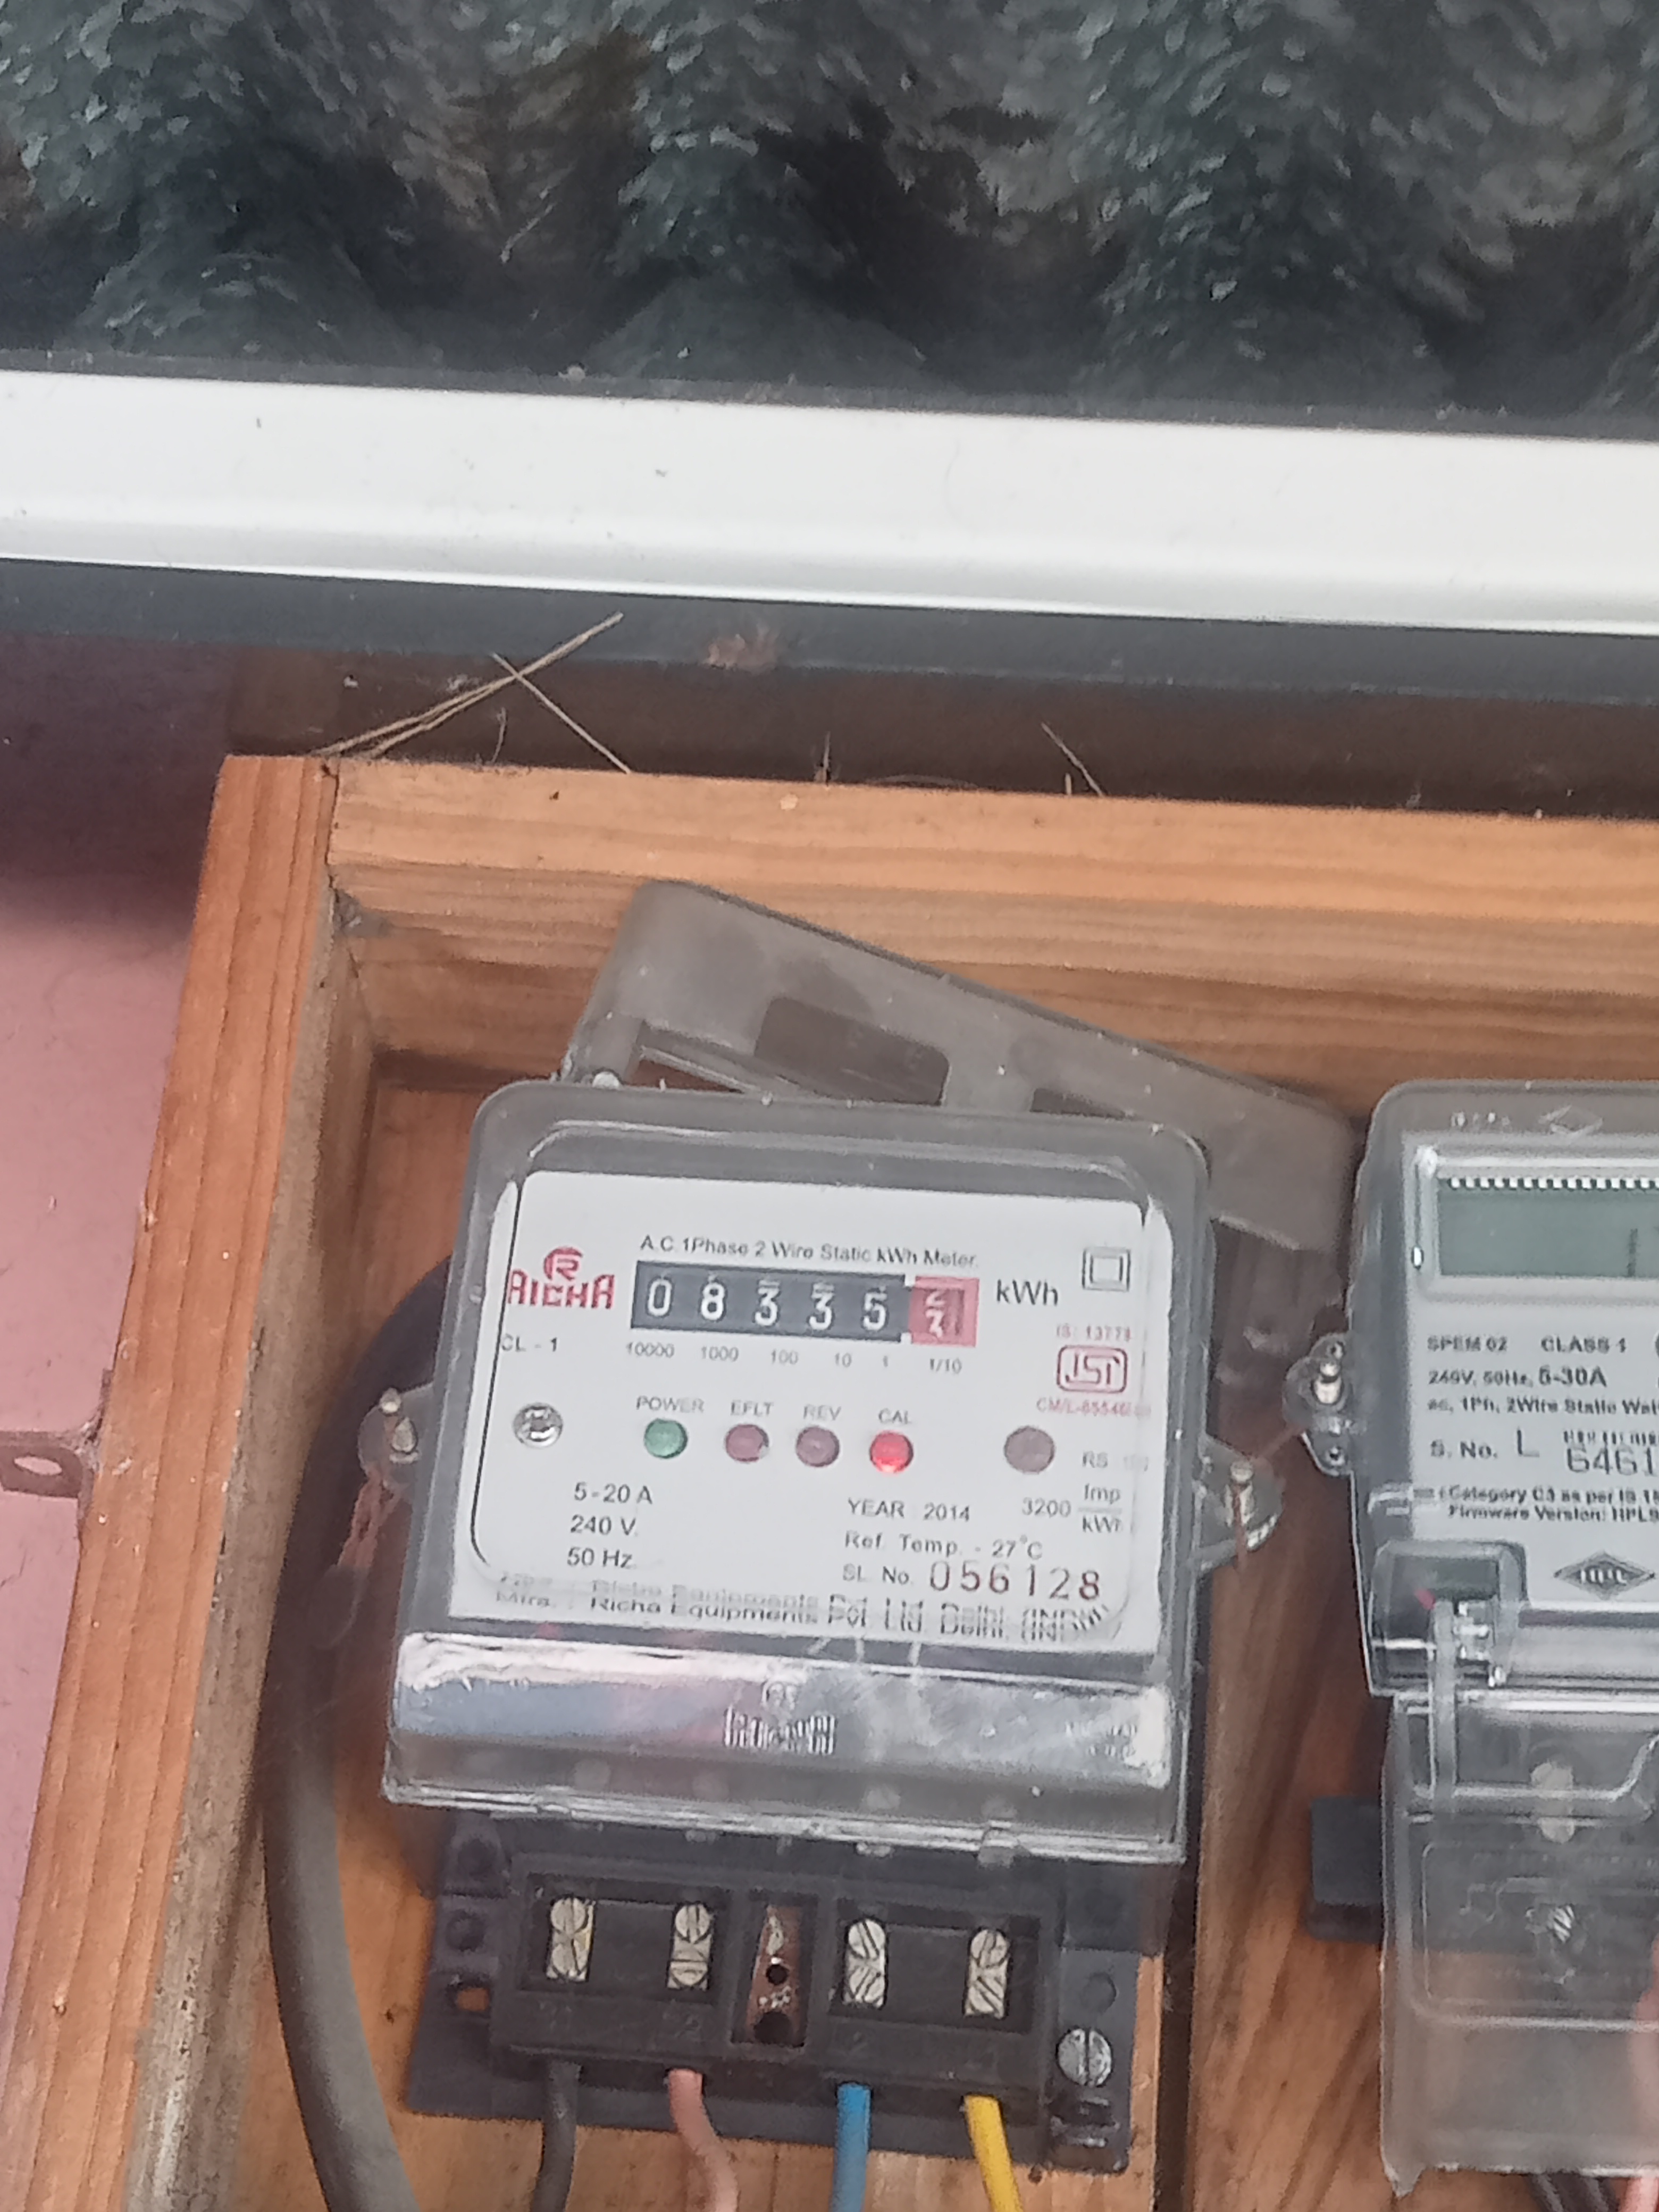 A.C. 1Phase 2 Wire Static kWh Meter.
RICHA
0 8 3 3 5
kWh
10000 1000 100 10 1 1/10
CL - 1
IS: 13779
ISI
POWER EFLT REV CAL
5-20 A
240 V
50 Hz.
YEAR : 2014
3200 Imp
kWh
Ref. Temp. - 27°C
SL. No. 056128
Mfrs. : Richa Equipments Pvt. Ltd. Delhi.
SPEM 02 CLASS 1
240V, 50Hz, 5-30A
ac, 1Ph, 2Wire Static
S. No. L 6461
Category C3 as per IS
Firmware Version:
HPL